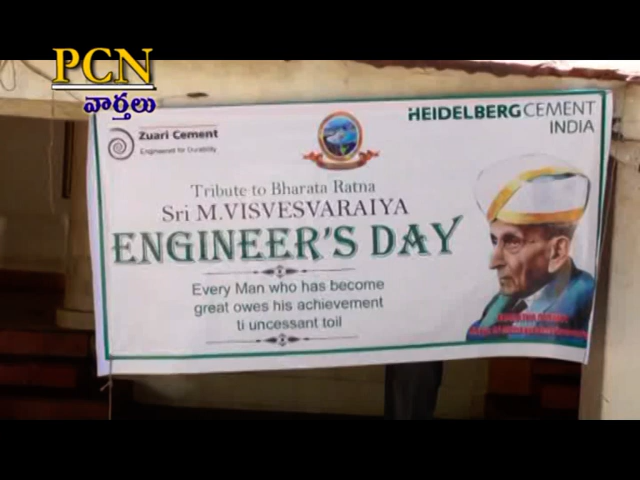 PCN
వార్తలు
Zuari Cement
Engineered for Durability
HEIDELBERGCEMENT
INDIA
Tribute to Bharata Ratna
Sri M.VISVESVARAIYA
ENGINEER'S DAY
Every Man who has become
great owes his achievement
ti uncessant toil